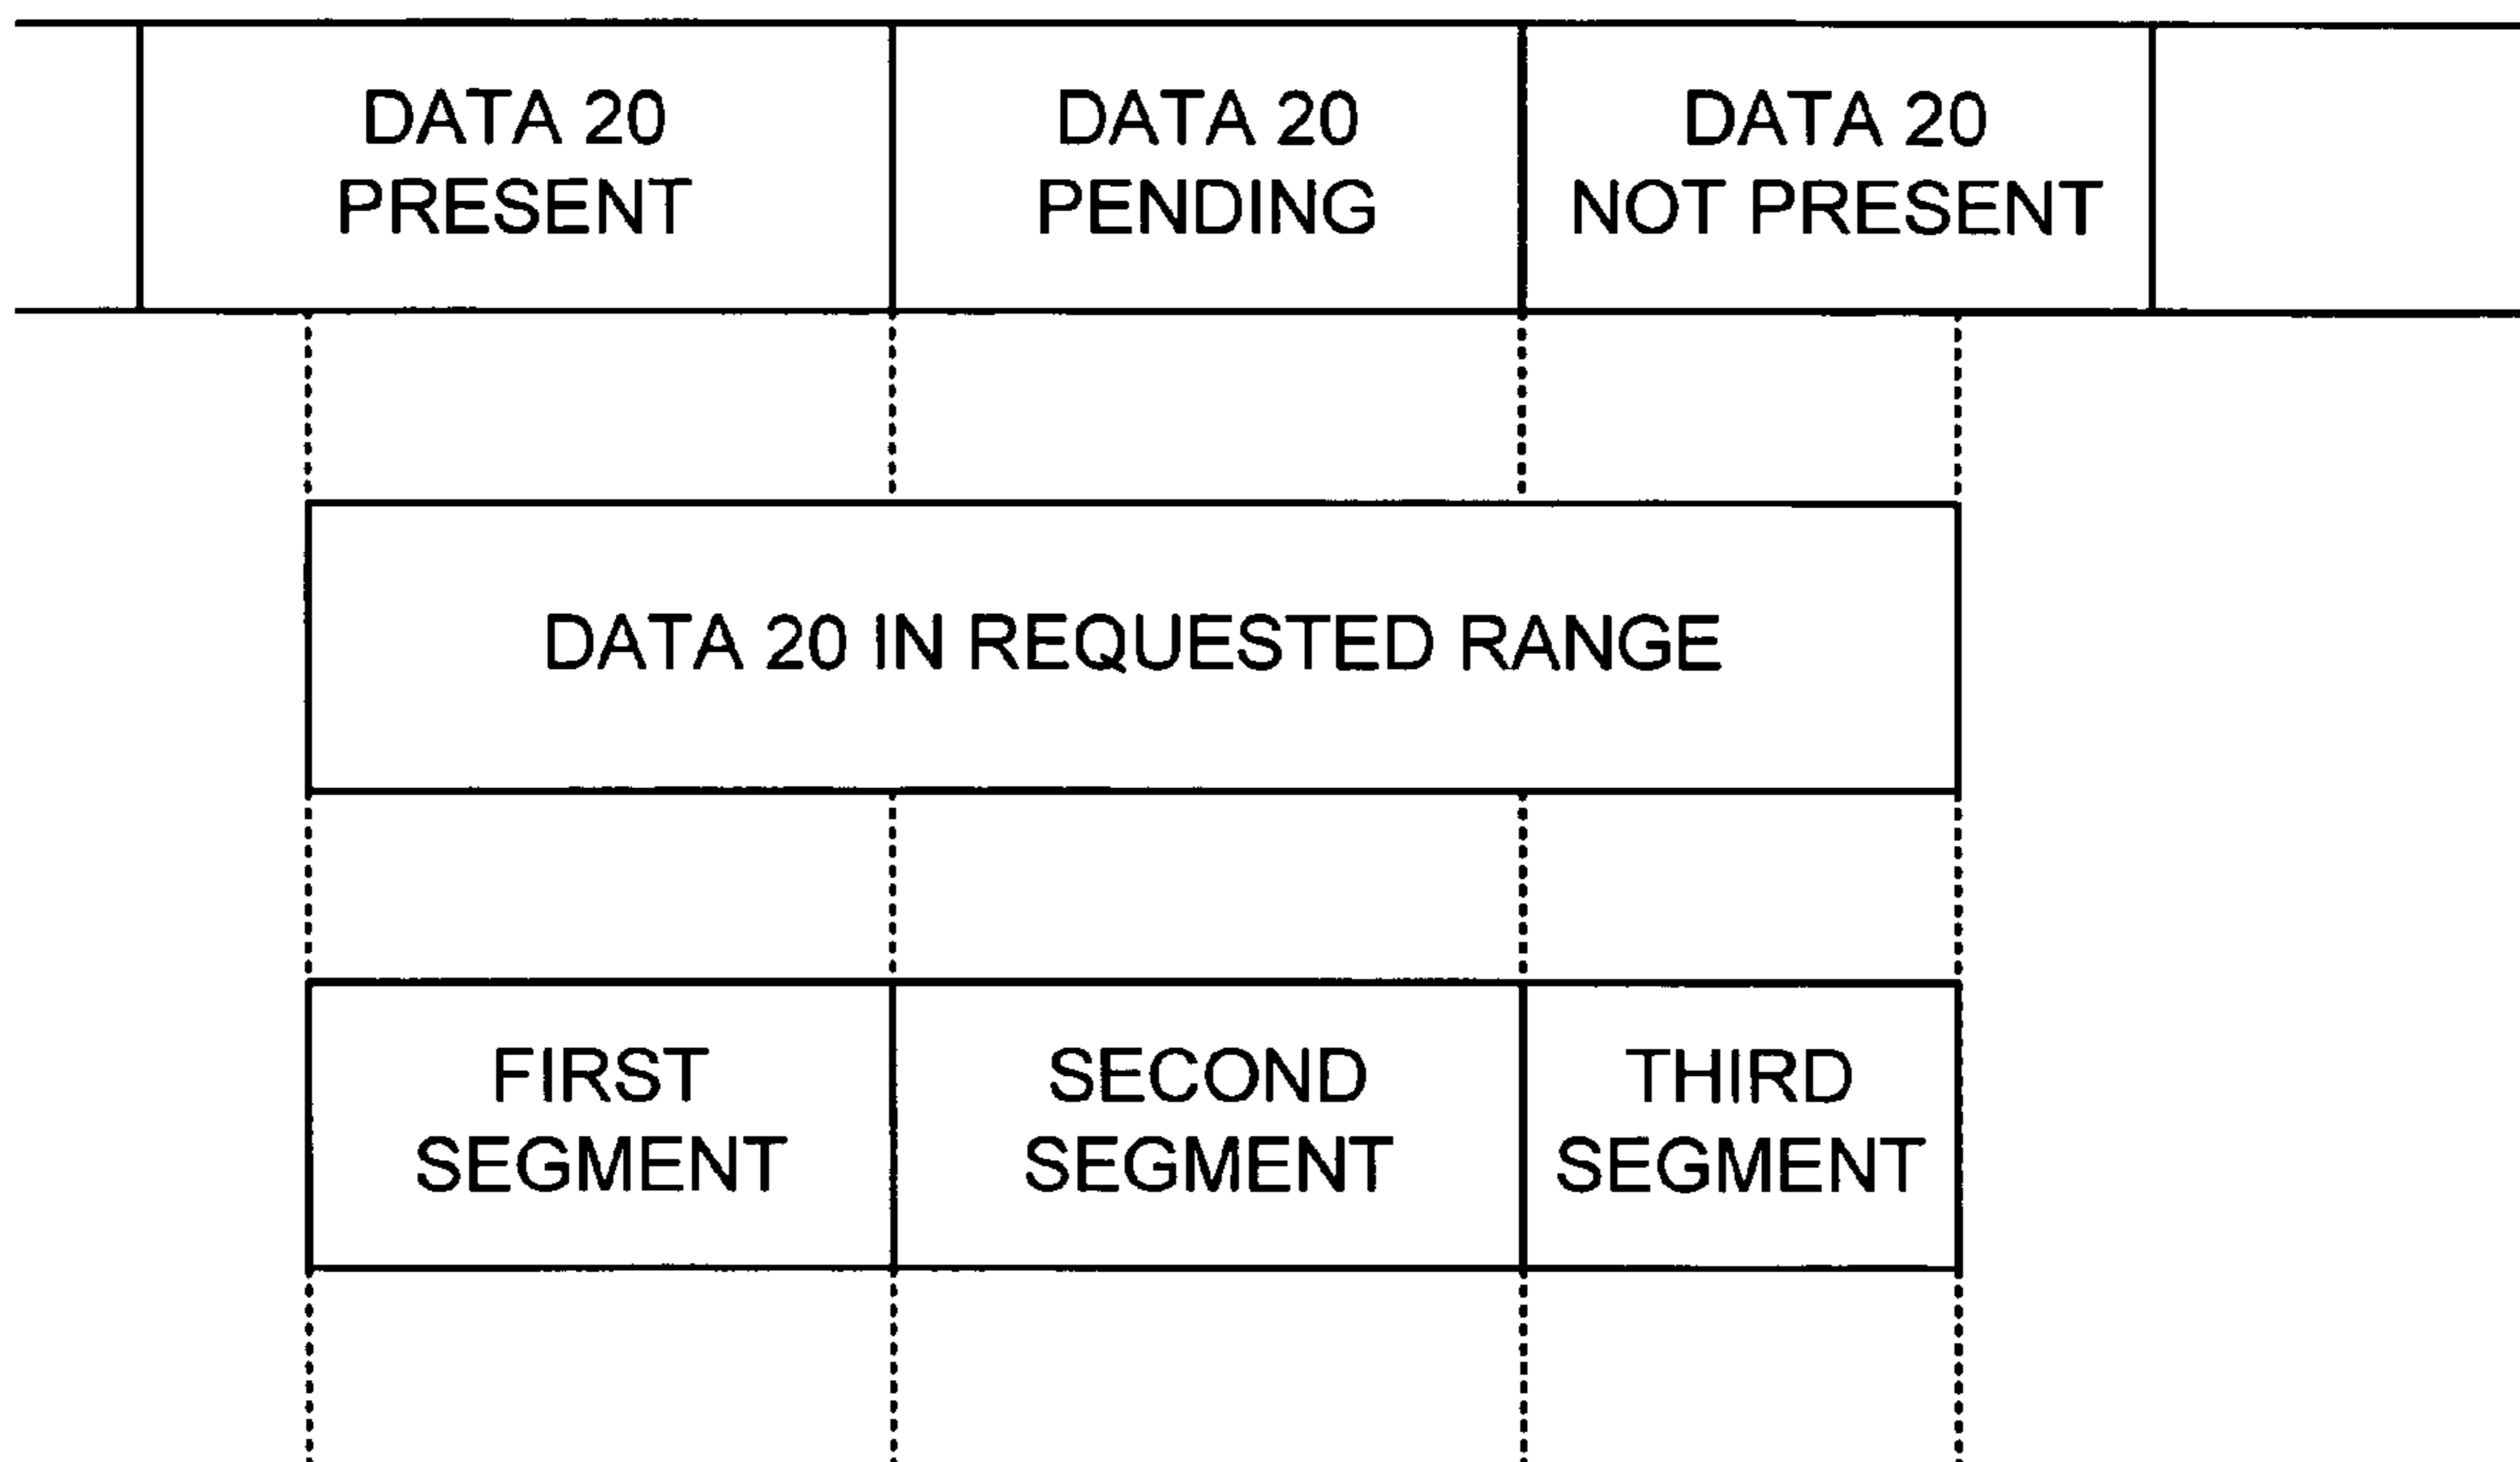 DATA 20
PRESENT
DATA 20
PENDING
DATA 20
NOT PRESENT
DATA 20 IN REQUESTED RANGE
FIRST
SEGMENT
SECOND
SEGMENT
THIRD
SEGMENT